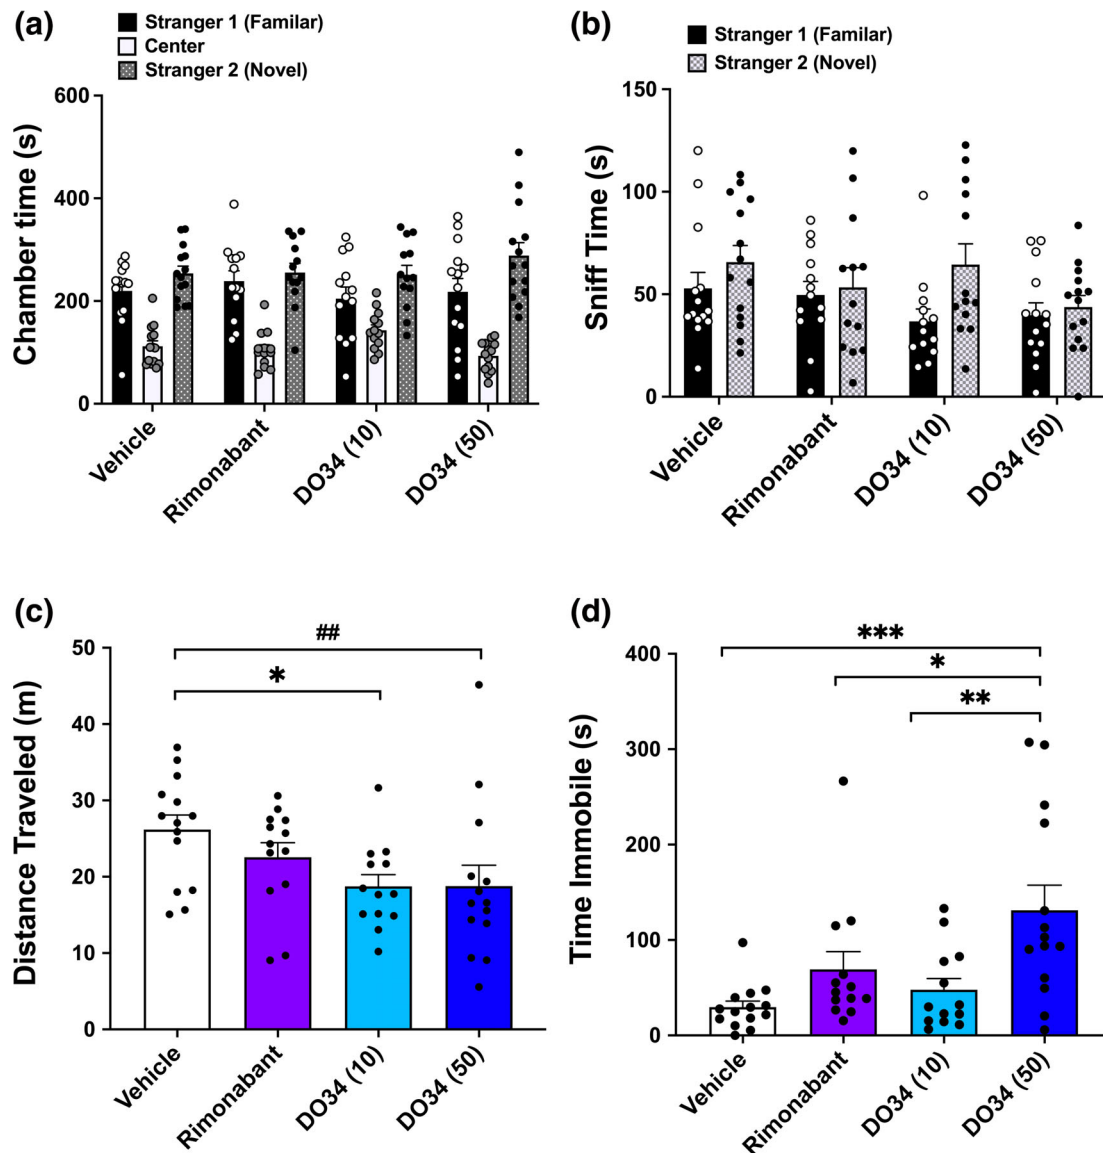 (a)
Stranger 1 (Familar)
Center
Stranger 2 (Novel)
Chamber time (s)
600
400
200
0
Vehicle
Rimonabant
DO34 (10)
DO34 (50)
(b)
Stranger 1 (Familar)
Stranger 2 (Novel)
Sniff Time (s)
150
100
50
0
Vehicle
Rimonabant
DO34 (10)
DO34 (50)
(c)
##
*
Distance Traveled (m)
50
40
30
20
10
0
Vehicle
Rimonabant
DO34 (10)
DO34 (50)
(d)
***
*
**
Time Immobile (s)
400
300
200
100
0
Vehicle
Rimonabant
DO34 (10)
DO34 (50)